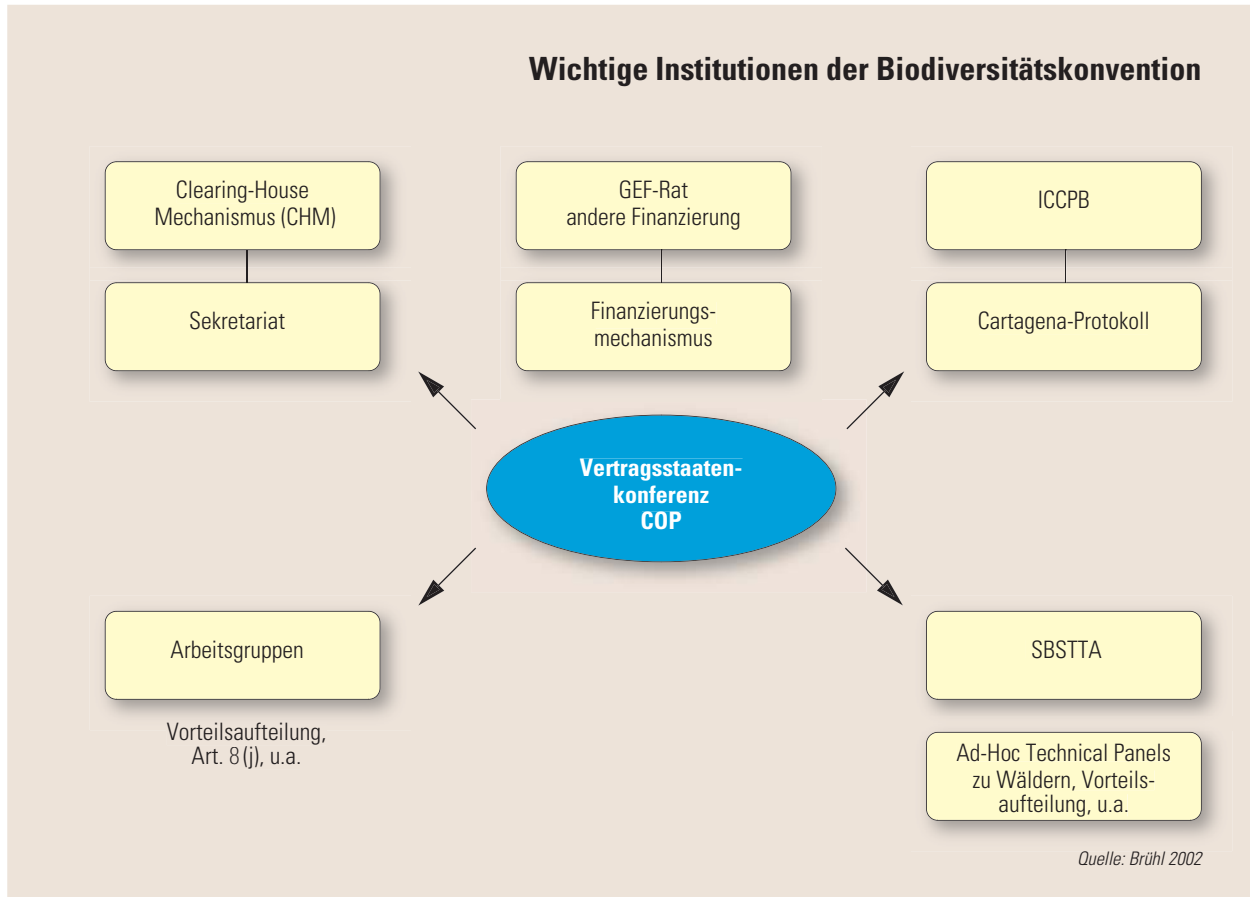 Wichtige Institutionen der Biodiversitätskonvention
Clearing-House
Mechanismus (CHM)
GEF-Rat
andere Finanzierung
ICCPB
Sekretariat
Finanzierungs-
mechanismus
Cartagena-Protokoll
Vertragsstaaten-
konferenz
COP
Arbeitsgruppen
SBSTTA
Vorteilsaufteilung,
Art. 8(j), u.a.
Ad-Hoc Technical Panels
zu Wäldern, Vorteils-
aufteilung, u.a.
Quelle: Brühl 2002